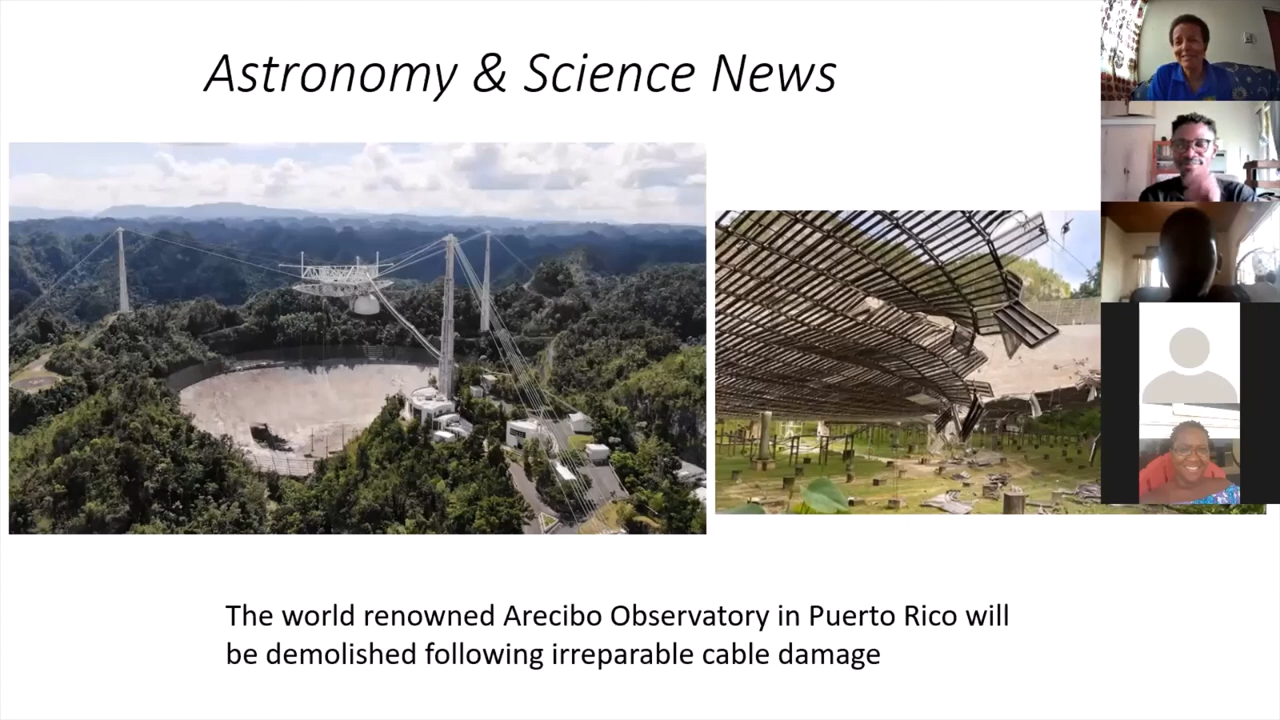 Astronomy & Science News
The world renowned Arecibo Observatory in Puerto Rico will
be demolished following irreparable cable damage